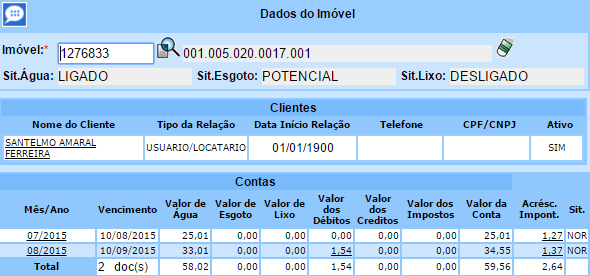 Dados do Imóvel
Imóvel:* 1276833 001.005.020.0017.001
Sit.Água: LIGADO Sit.Esgoto: POTENCIAL Sit.Lixo: DESLIGADO
Clientes
Nome do Cliente Tipo da Relação Data Início Relação Telefone CPF/CNPJ Ativo
SANTELMO AMARAL
FERREIRA USUARIO/LOCATARIO 01/01/1900 SIM
Contas
Mês/Ano Vencimento Valor de Água Valor de Esgoto Valor de Lixo Valor dos Débitos Valor dos Creditos Valor dos Impostos Valor da Conta Acrésc. Impont. Sit.
07/2015 10/08/2015 25,01 0,00 0,00 0,00 0,00 0,00 25,01 1,27 NOR
08/2015 10/09/2015 33,01 0,00 0,00 1,54 0,00 0,00 34,55 1,37 NOR
Total 2 doc(s) 58,02 0,00 0,00 1,54 0,00 0,00 59,56 2,64